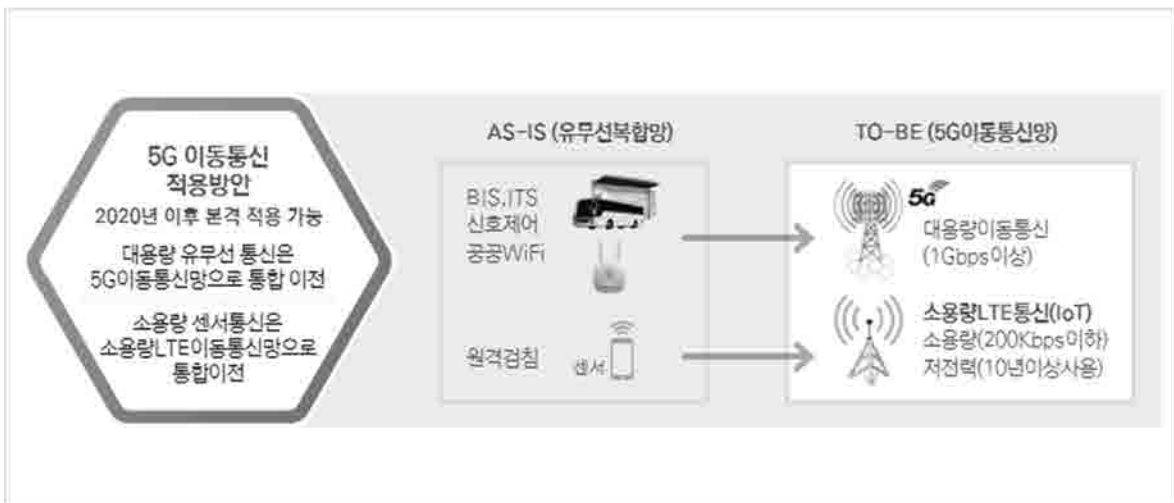 5G 이동통신
적용방안
2020년 이후 본격 적용 가능
대용량 유무선 통신은
5G이동통신망으로 통합 이전
소용량 센서통신은
소용량LTE이동통신망으로
통합이전
AS-IS (유무선복합망)
BIS,ITS
신호제어
공공WiFi
원격검침
센서
TO-BE (5G이동통신망)
5G
대용량이동통신
(1Gbps이상)
소용량LTE통신(IoT)
소용량(200Kbps이하)
저전력(10년이상사용)